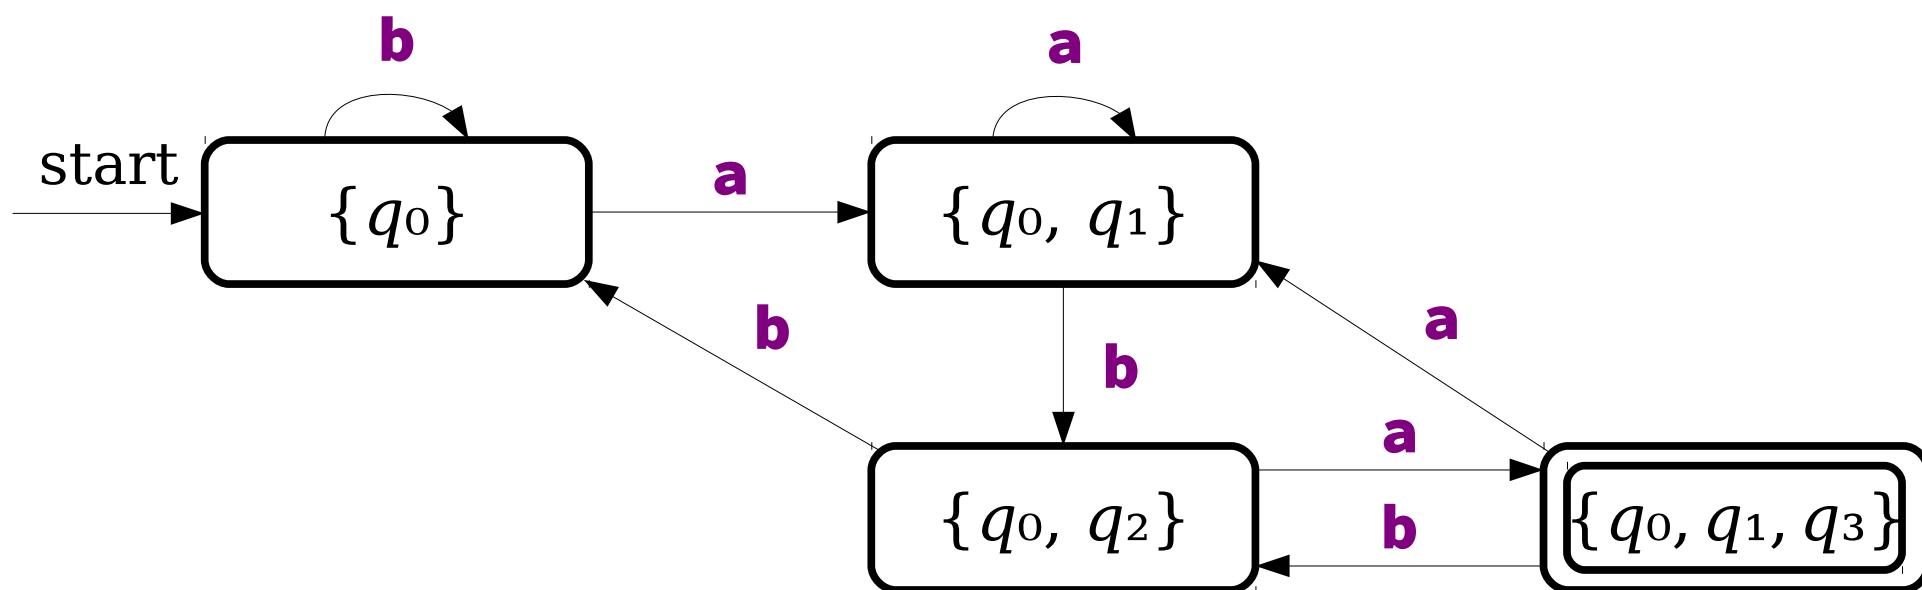 b
a
start
a
{q₀}
{q₀, q₁}
b
a
b
a
{q₀, q₂}
b
{q₀, q₁, q₃}